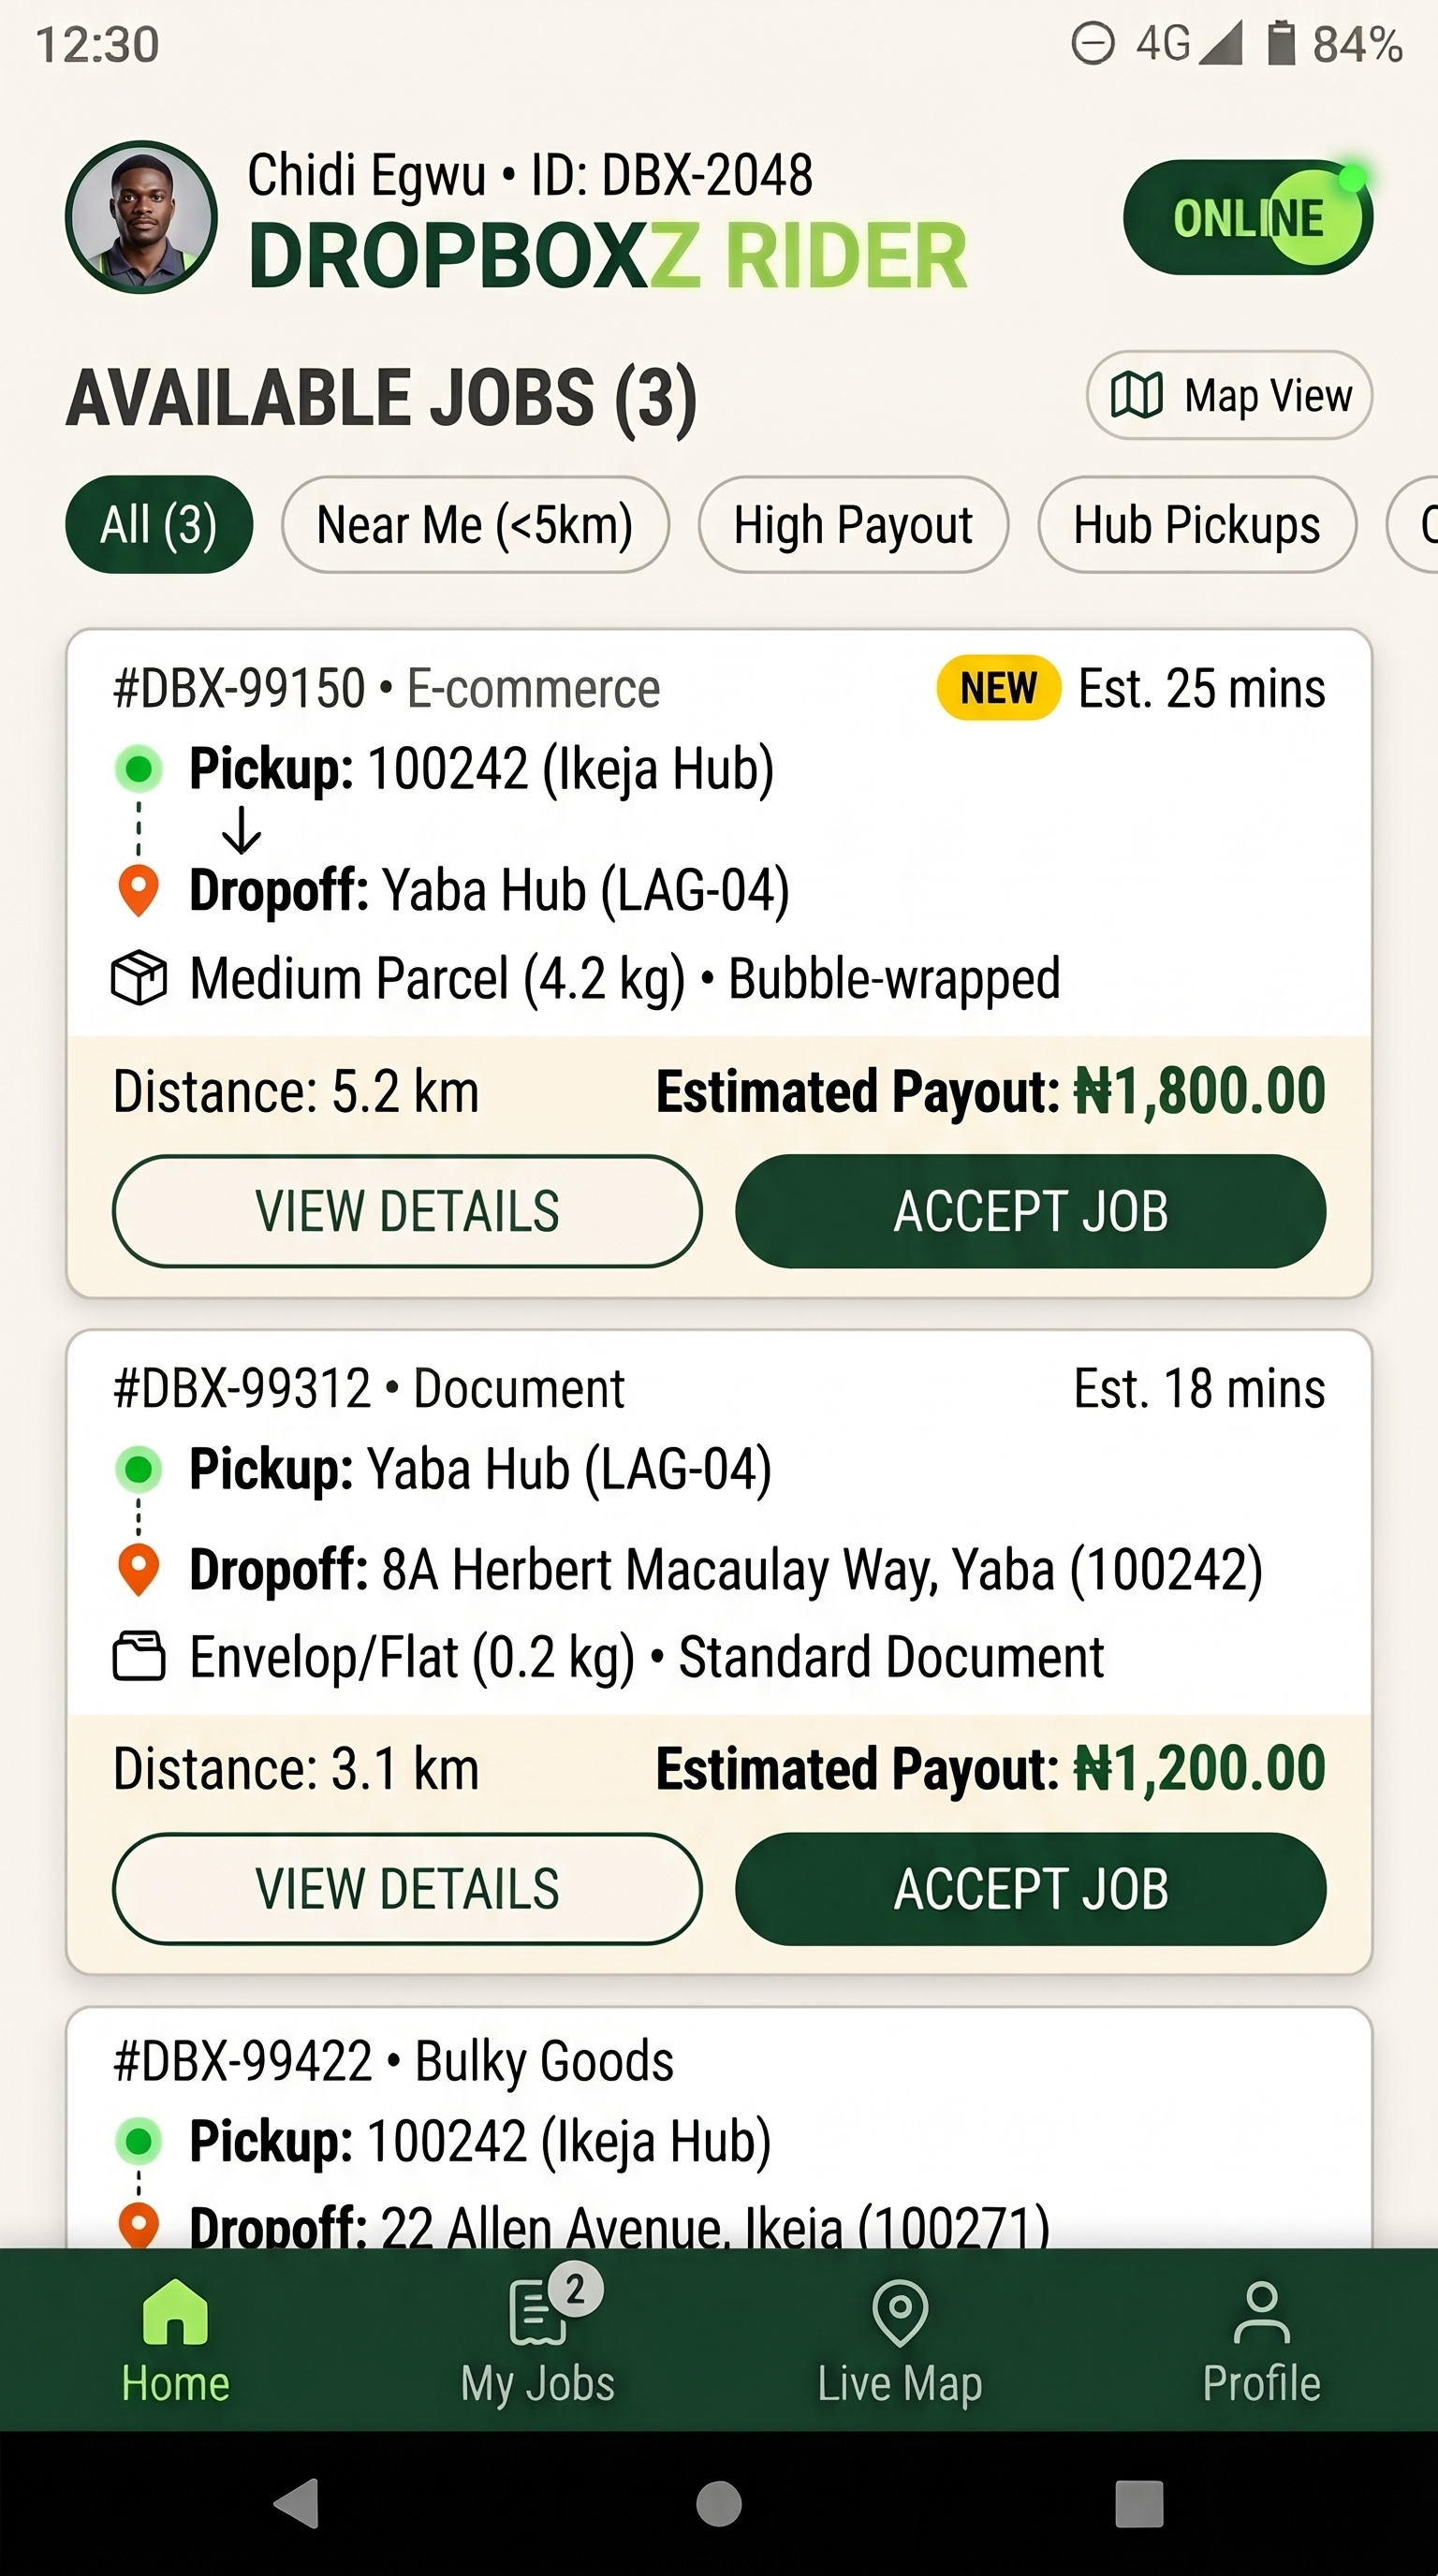 12:30 4G 84%
Chidi Egwu • ID: DBX-2048
DROPBOXZ RIDER
ONLINE
AVAILABLE JOBS (3)
Map View
All (3) Near Me (<5km) High Payout Hub Pickups
#DBX-99150 • E-commerce NEW Est. 25 mins
Pickup: 100242 (Ikeja Hub)
↓
Dropoff: Yaba Hub (LAG-04)
Medium Parcel (4.2 kg) • Bubble-wrapped
Distance: 5.2 km Estimated Payout: ₦1,800.00
VIEW DETAILS ACCEPT JOB
#DBX-99312 • Document Est. 18 mins
Pickup: Yaba Hub (LAG-04)
Dropoff: 8A Herbert Macaulay Way, Yaba (100242)
Envelop/Flat (0.2 kg) • Standard Document
Distance: 3.1 km Estimated Payout: ₦1,200.00
VIEW DETAILS ACCEPT JOB
#DBX-99422 • Bulky Goods
Pickup: 100242 (Ikeja Hub)
Dropoff: 22 Allen Avenue, Ikeja (100271)
2
Home My Jobs Live Map Profile